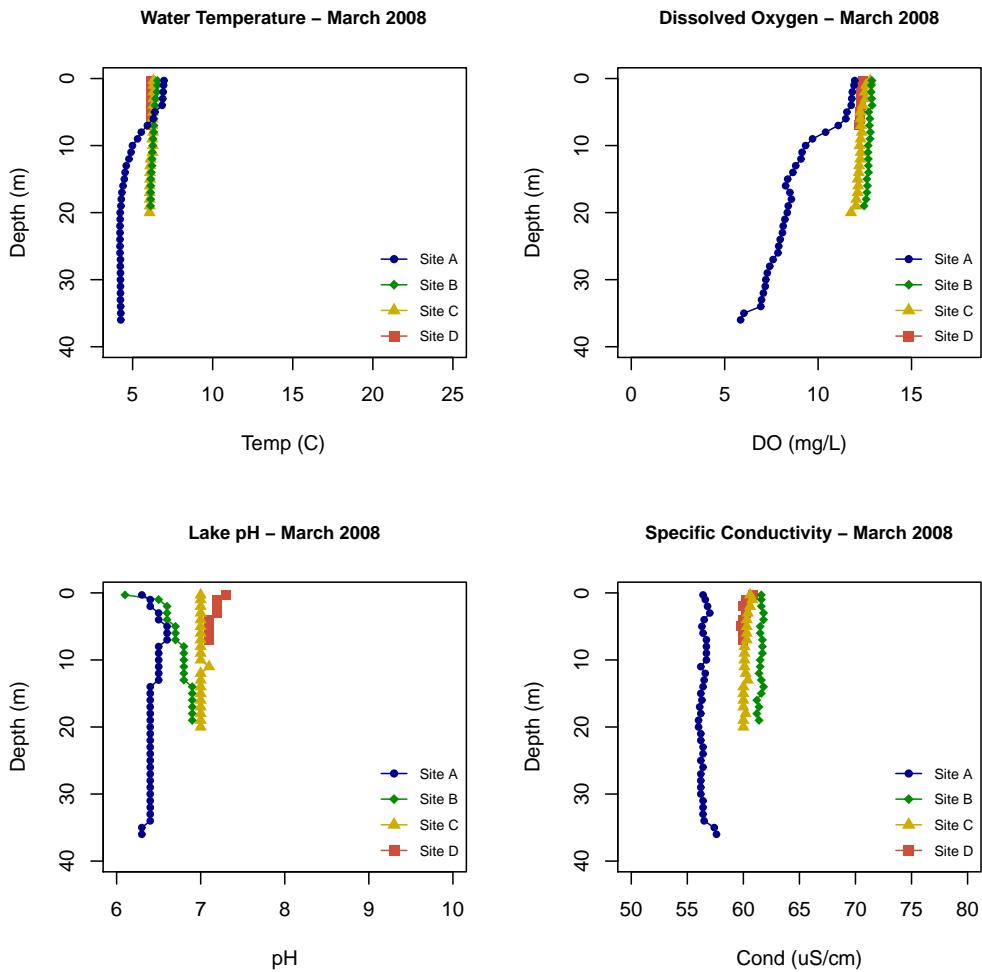 Water Temperature – March 2008
Depth (m)
0
10
20
30
40
Site A
Site B
Site C
Site D
5 10 15 20 25
Temp (C)
Dissolved Oxygen – March 2008
Depth (m)
0
10
20
30
40
Site A
Site B
Site C
Site D
0 5 10 15
DO (mg/L)
Lake pH – March 2008
Depth (m)
0
10
20
30
40
Site A
Site B
Site C
Site D
6 7 8 9 10
pH
Specific Conductivity – March 2008
Depth (m)
0
10
20
30
40
Site A
Site B
Site C
Site D
50 55 60 65 70 75 80
Cond (uS/cm)